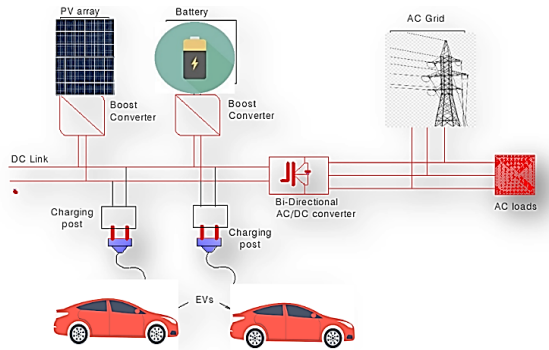 PV array
Battery
AC Grid
Boost
Converter
Boost
Converter
DC Link
Bi-Directional
AC/DC converter
AC loads
Charging
post
Charging
post
EVs